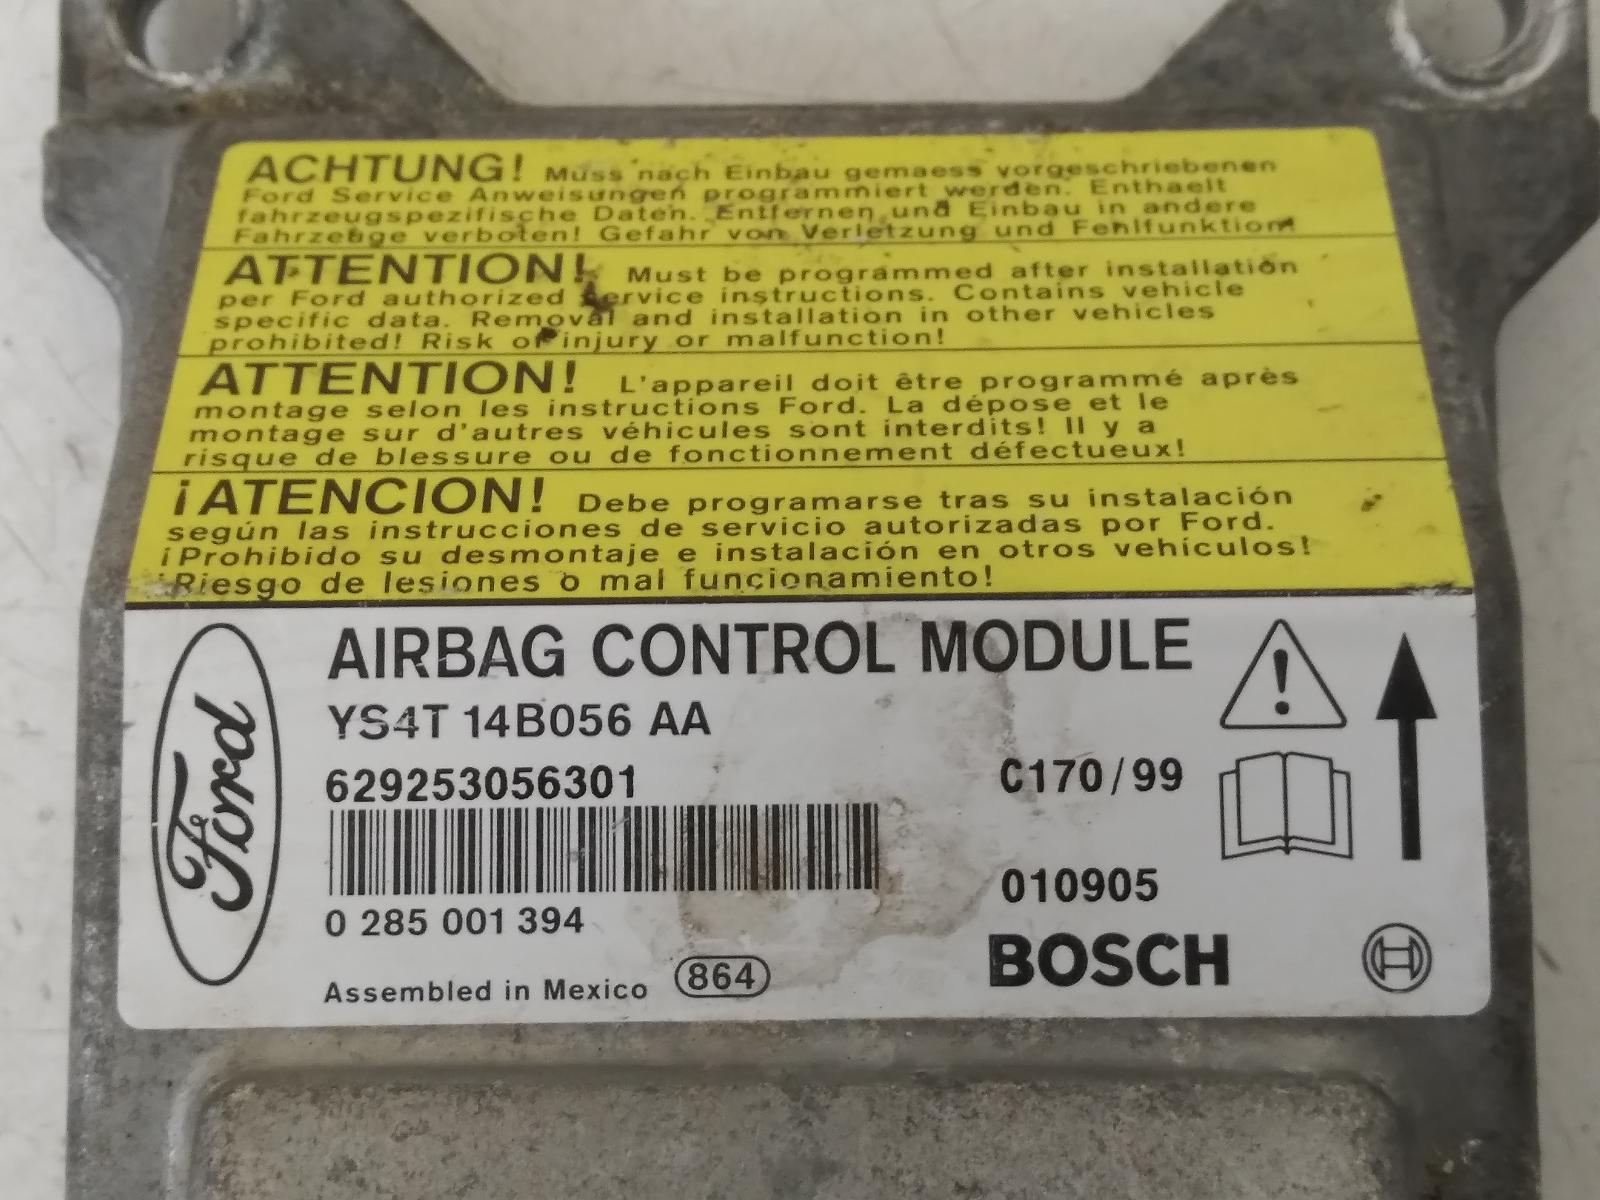 ACHTUNG! Muss nach Einbau gemaess vorgeschriebenen
Ford Service Anweisungen programmiert werden. Enthaelt
fahrzeugspezifische Daten. Entfernen und Einbau in andere
Fahrzeuge verboten! Gefahr von Verletzung und Fehlfunktion!
ATTENTION! Must be programmed after installation
per Ford authorized service instructions. Contains vehicle
specific data. Removal and installation in other vehicles
prohibited! Risk of injury or malfunction!
ATTENTION! L'appareil doit être programmé après
montage selon les instructions Ford. La dépose et le
montage sur d'autres véhicules sont interdits! Il y a
risque de blessure ou de fonctionnement défectueux!
¡ATENCION! Debe programarse tras su instalación
según las instrucciones de servicio autorizadas por Ford.
¡Prohibido su desmontaje e instalación en otros vehículos!
¡Riesgo de lesiones o mal funcionamiento!
Ford
AIRBAG CONTROL MODULE
YS4T 14B056 AA
629253056301
C170/99
010905
0 285 001 394
Assembled in Mexico 864
BOSCH